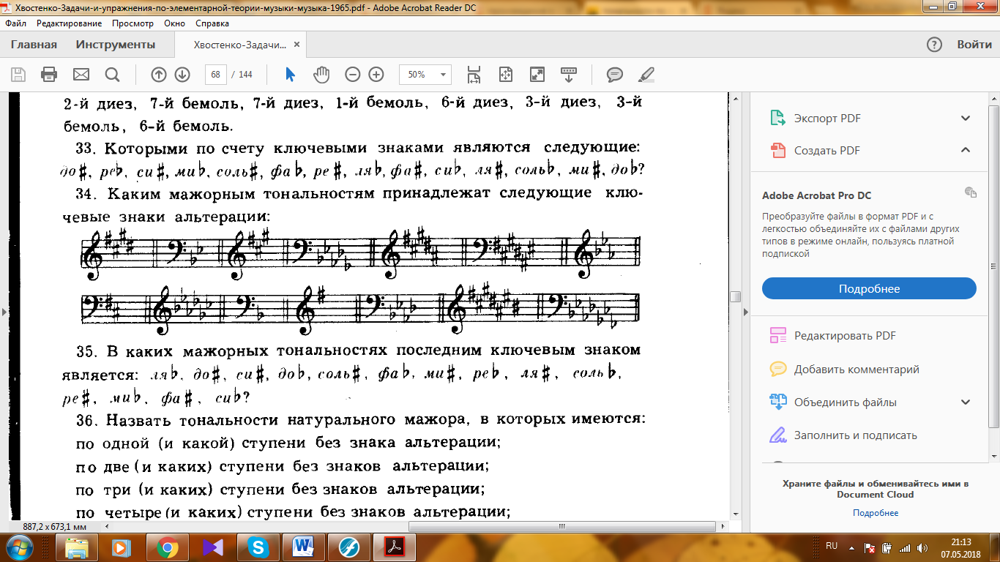 Хвостенко-Задачи-и-упражнения-по-элементарной-теории-музыки-музыка-1965.pdf - Adobe Acrobat Reader DC
Файл Редактирование Просмотр Окно Справка
Главная Инструменты Хвостенко-Задачи... × ? Войти
68 / 144 50%
2-й диез, 7-й бемоль, 7-й диез, 1-й бемоль, 6-й диез, 3-й диез, 3-й
бемоль, 6-й бемоль.
33. Которыми по счету ключевыми знаками являются следующие:
до♯, ре♭, си♯, ми♭, соль♯, фа♭, ре♯, ля♭, фа♯, си♭, ля♯, соль♭, ми♯, до♭?
34. Каким мажорным тональностям принадлежат следующие клю-
чевые знаки альтерации:
35. В каких мажорных тональностях последним ключевым знаком
является: ля♭, до♯, си♯, до♭, соль♯, фа♭, ми♯, ре♭, ля♯, соль♭,
ре♯, ми♭, фа♯, си♭?
36. Назвать тональности натурального мажора, в которых имеются:
по одной (и какой) ступени без знака альтерации;
по две (и каких) ступени без знаков альтерации;
по три (и каких) ступени без знаков альтерации;
по четыре (и каких) ступени без знаков альтерации;
887,2 x 673,1 мм
Экспорт PDF
Создать PDF
Adobe Acrobat Pro DC
Преобразуйте файлы в формат PDF и с
легкостью объединяйте их с файлами других
типов в режиме онлайн, пользуясь платной
подпиской
Подробнее
Редактировать PDF
Добавить комментарий
Объединить файлы
Заполнить и подписать
Храните файлы и обменивайтесь ими в
Document Cloud
Подробнее
RU 21:13
07.05.2018